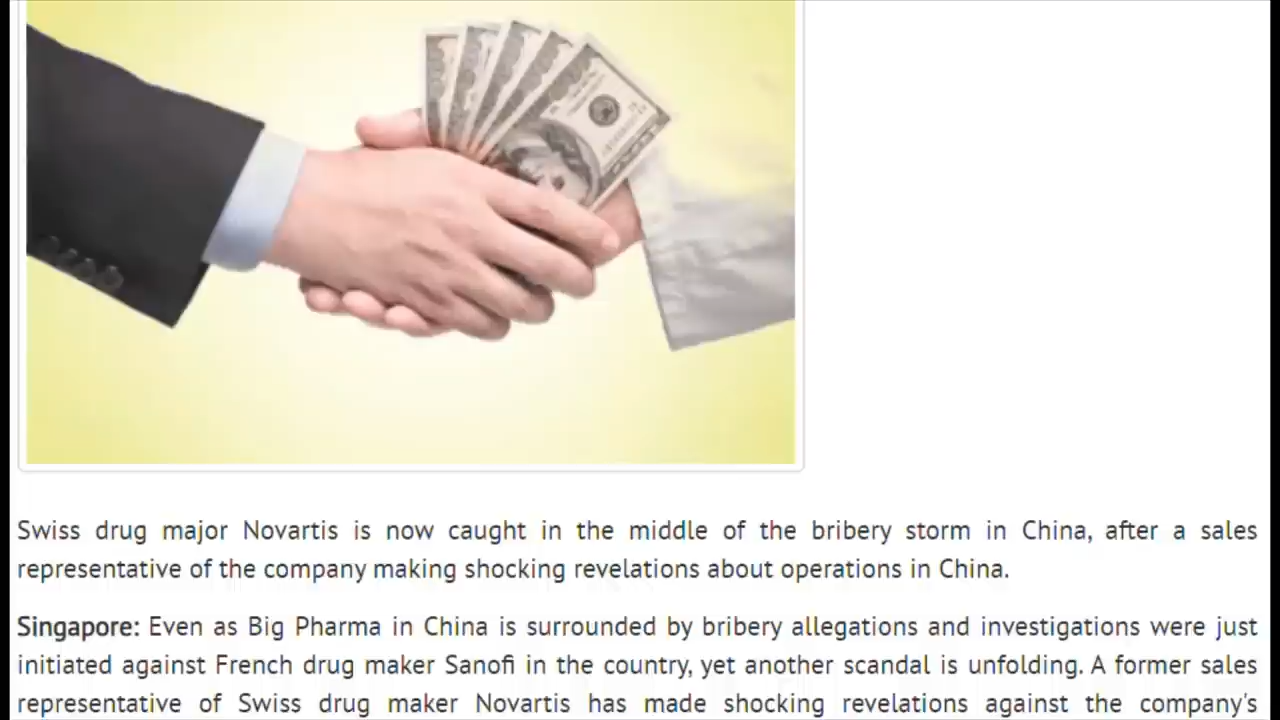 Swiss drug major Novartis is now caught in the middle of the bribery storm in China, after a sales
representative of the company making shocking revelations about operations in China.
Singapore: Even as Big Pharma in China is surrounded by bribery allegations and investigations were just
initiated against French drug maker Sanofi in the country, yet another scandal is unfolding. A former sales
representative of Swiss drug maker Novartis has made shocking revelations against the company's